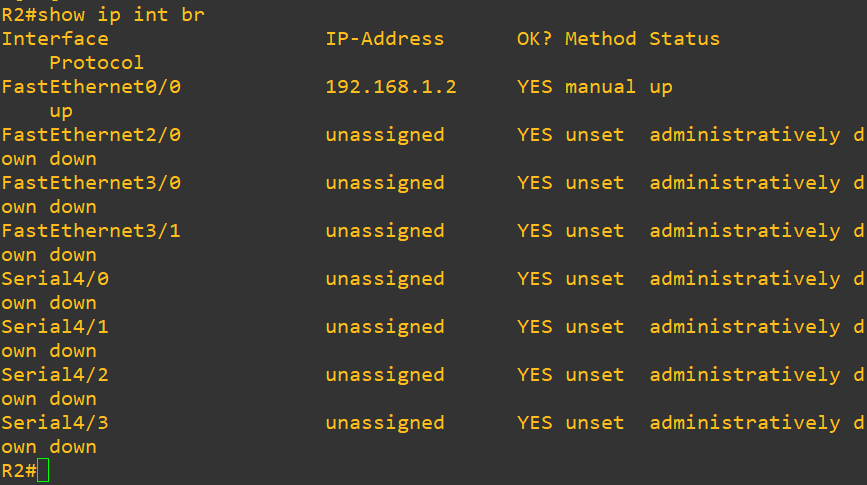 R2#show ip int br
Interface                  IP-Address      OK? Method Status
    Protocol
FastEthernet0/0            192.168.1.2     YES manual up
    up
FastEthernet2/0            unassigned      YES unset  administratively d
own down
FastEthernet3/0            unassigned      YES unset  administratively d
own down
FastEthernet3/1            unassigned      YES unset  administratively d
own down
Serial4/0                  unassigned      YES unset  administratively d
own down
Serial4/1                  unassigned      YES unset  administratively d
own down
Serial4/2                  unassigned      YES unset  administratively d
own down
Serial4/3                  unassigned      YES unset  administratively d
own down
R2#